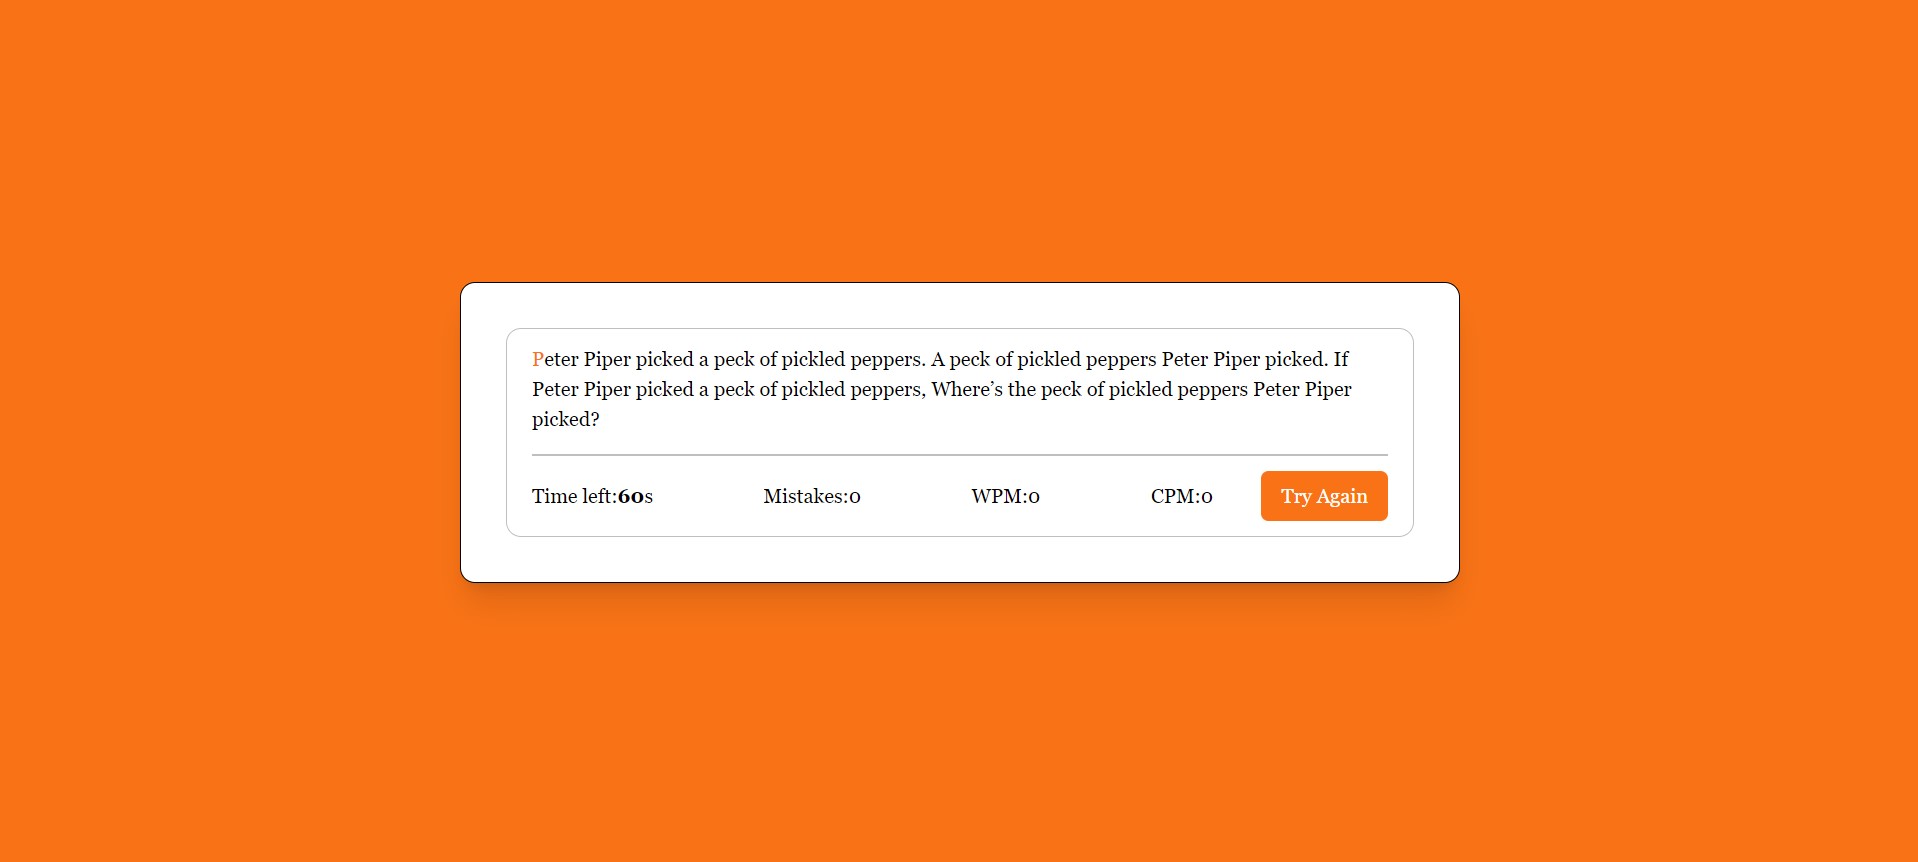 Peter Piper picked a peck of pickled peppers. A peck of pickled peppers Peter Piper picked. If
Peter Piper picked a peck of pickled peppers, Where’s the peck of pickled peppers Peter Piper
picked?
Time left:60s Mistakes:0 WPM:0 CPM:0 Try Again